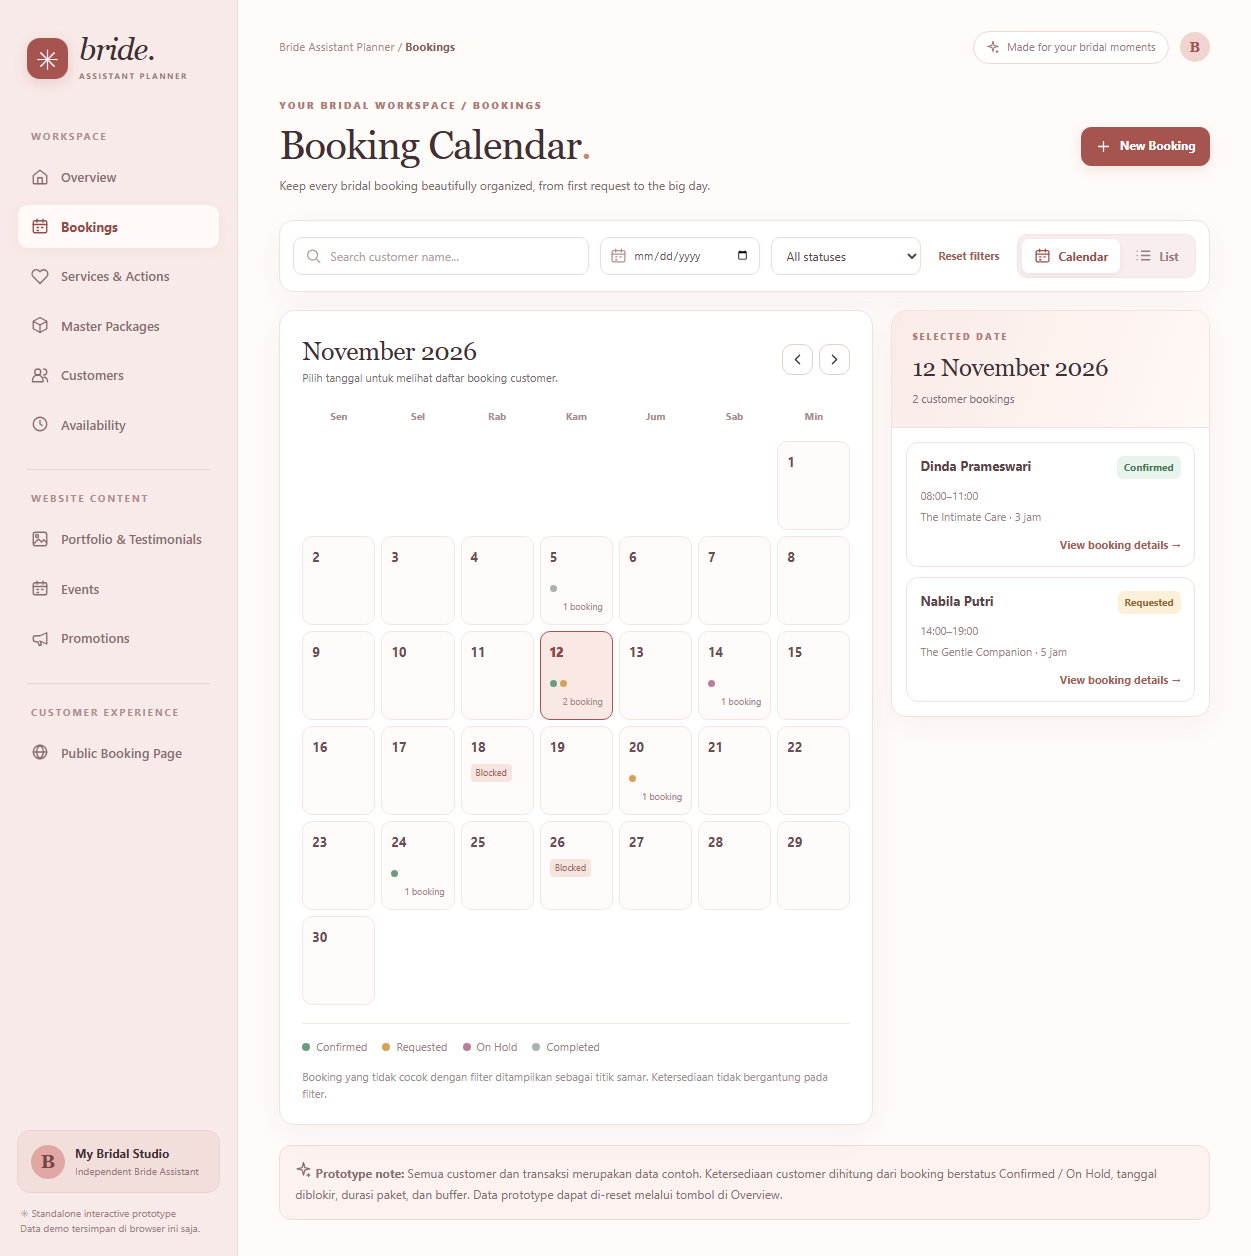 bride.
ASSISTANT PLANNER
WORKSPACE
Overview
Bookings
Services & Actions
Master Packages
Customers
Availability
WEBSITE CONTENT
Portfolio & Testimonials
Events
Promotions
CUSTOMER EXPERIENCE
Public Booking Page
B
My Bridal Studio
Independent Bride Assistant
✳ Standalone interactive prototype
Data demo tersimpan di browser ini saja.
Bride Assistant Planner / Bookings
Made for your bridal moments
B
YOUR BRIDAL WORKSPACE / BOOKINGS
Booking Calendar.
Keep every bridal booking beautifully organized, from first request to the big day.
+ New Booking
Search customer name...
mm/dd/yyyy
All statuses
Reset filters
Calendar
List
November 2026
Pilih tanggal untuk melihat daftar booking customer.
Sen Sel Rab Kam Jum Sab Min
1
2 3 4 5 6 7 8
1 booking
9 10 11 12 13 14 15
2 booking 1 booking
16 17 18 19 20 21 22
Blocked
1 booking
23 24 25 26 27 28 29
Blocked
1 booking
30
Confirmed Requested On Hold Completed
Booking yang tidak cocok dengan filter ditampilkan sebagai titik samar. Ketersediaan tidak bergantung pada
filter.
SELECTED DATE
12 November 2026
2 customer bookings
Dinda Prameswari
Confirmed
08:00–11:00
The Intimate Care · 3 jam
View booking details →
Nabila Putri
Requested
14:00–19:00
The Gentle Companion · 5 jam
View booking details →
Prototype note: Semua customer dan transaksi merupakan data contoh. Ketersediaan customer dihitung dari booking berstatus Confirmed / On Hold, tanggal
diblokir, durasi paket, dan buffer. Data prototype dapat di-reset melalui tombol di Overview.